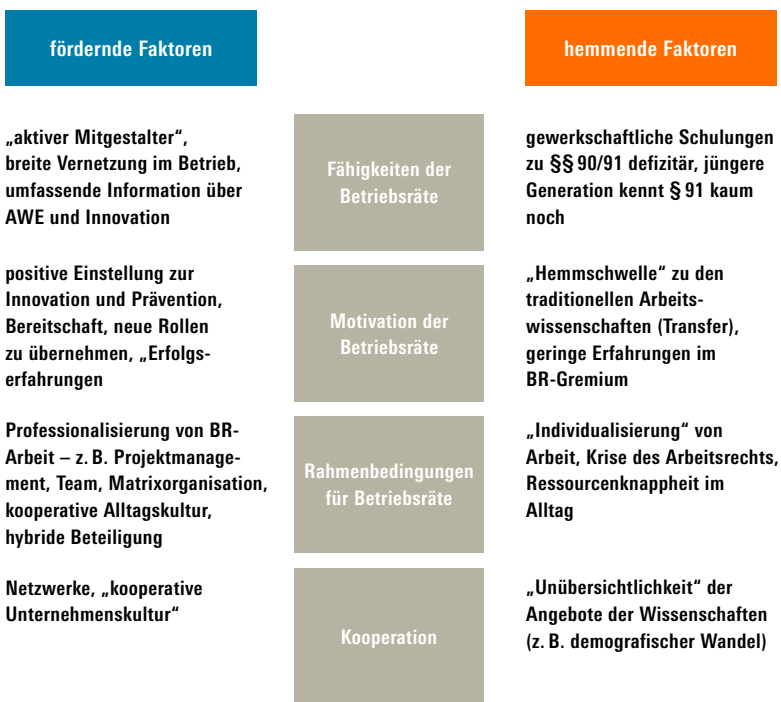 fördernde Faktoren
hemmende Faktoren
„aktiver Mitgestalter“,
breite Vernetzung im Betrieb,
umfassende Information über
AWE und Innovation
Fähigkeiten der
Betriebsräte
gewerkschaftliche Schulungen
zu §§ 90/91 defizitär, jüngere
Generation kennt § 91 kaum
noch
positive Einstellung zur
Innovation und Prävention,
Bereitschaft, neue Rollen
zu übernehmen, „Erfolgs-
erfahrungen
Motivation der
Betriebsräte
„Hemmschwelle“ zu den
traditionellen Arbeits-
wissenschaften (Transfer),
geringe Erfahrungen im
BR-Gremium
Professionalisierung von BR-
Arbeit – z. B. Projektmanage-
ment, Team, Matrixorganisation,
kooperative Alltagskultur,
hybride Beteiligung
Rahmenbedingungen
für Betriebsräte
„Individualisierung“ von
Arbeit, Krise des Arbeitsrechts,
Ressourcenknappheit im
Alltag
Netzwerke, „kooperative
Unternehmenskultur“
Kooperation
„Unübersichtlichkeit“ der
Angebote der Wissenschaften
(z. B. demografischer Wandel)